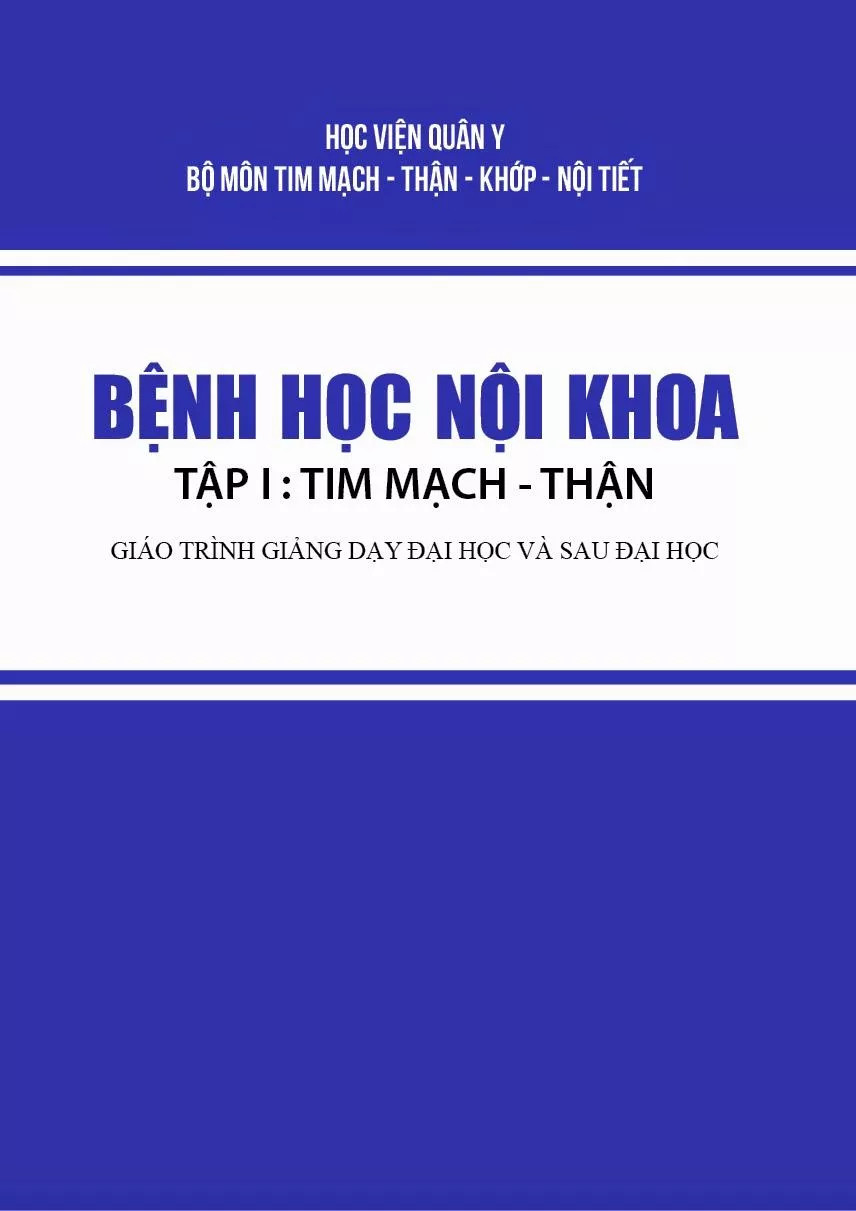 HỌC VIỆN QUÂN Y
BỘ MÔN TIM MẠCH - THẬN - KHỚP - NỘI TIẾT
BỆNH HỌC NỘI KHOA
TẬP I : TIM MẠCH - THẬN
GIÁO TRÌNH GIẢNG DẠY ĐẠI HỌC VÀ SAU ĐẠI HỌC